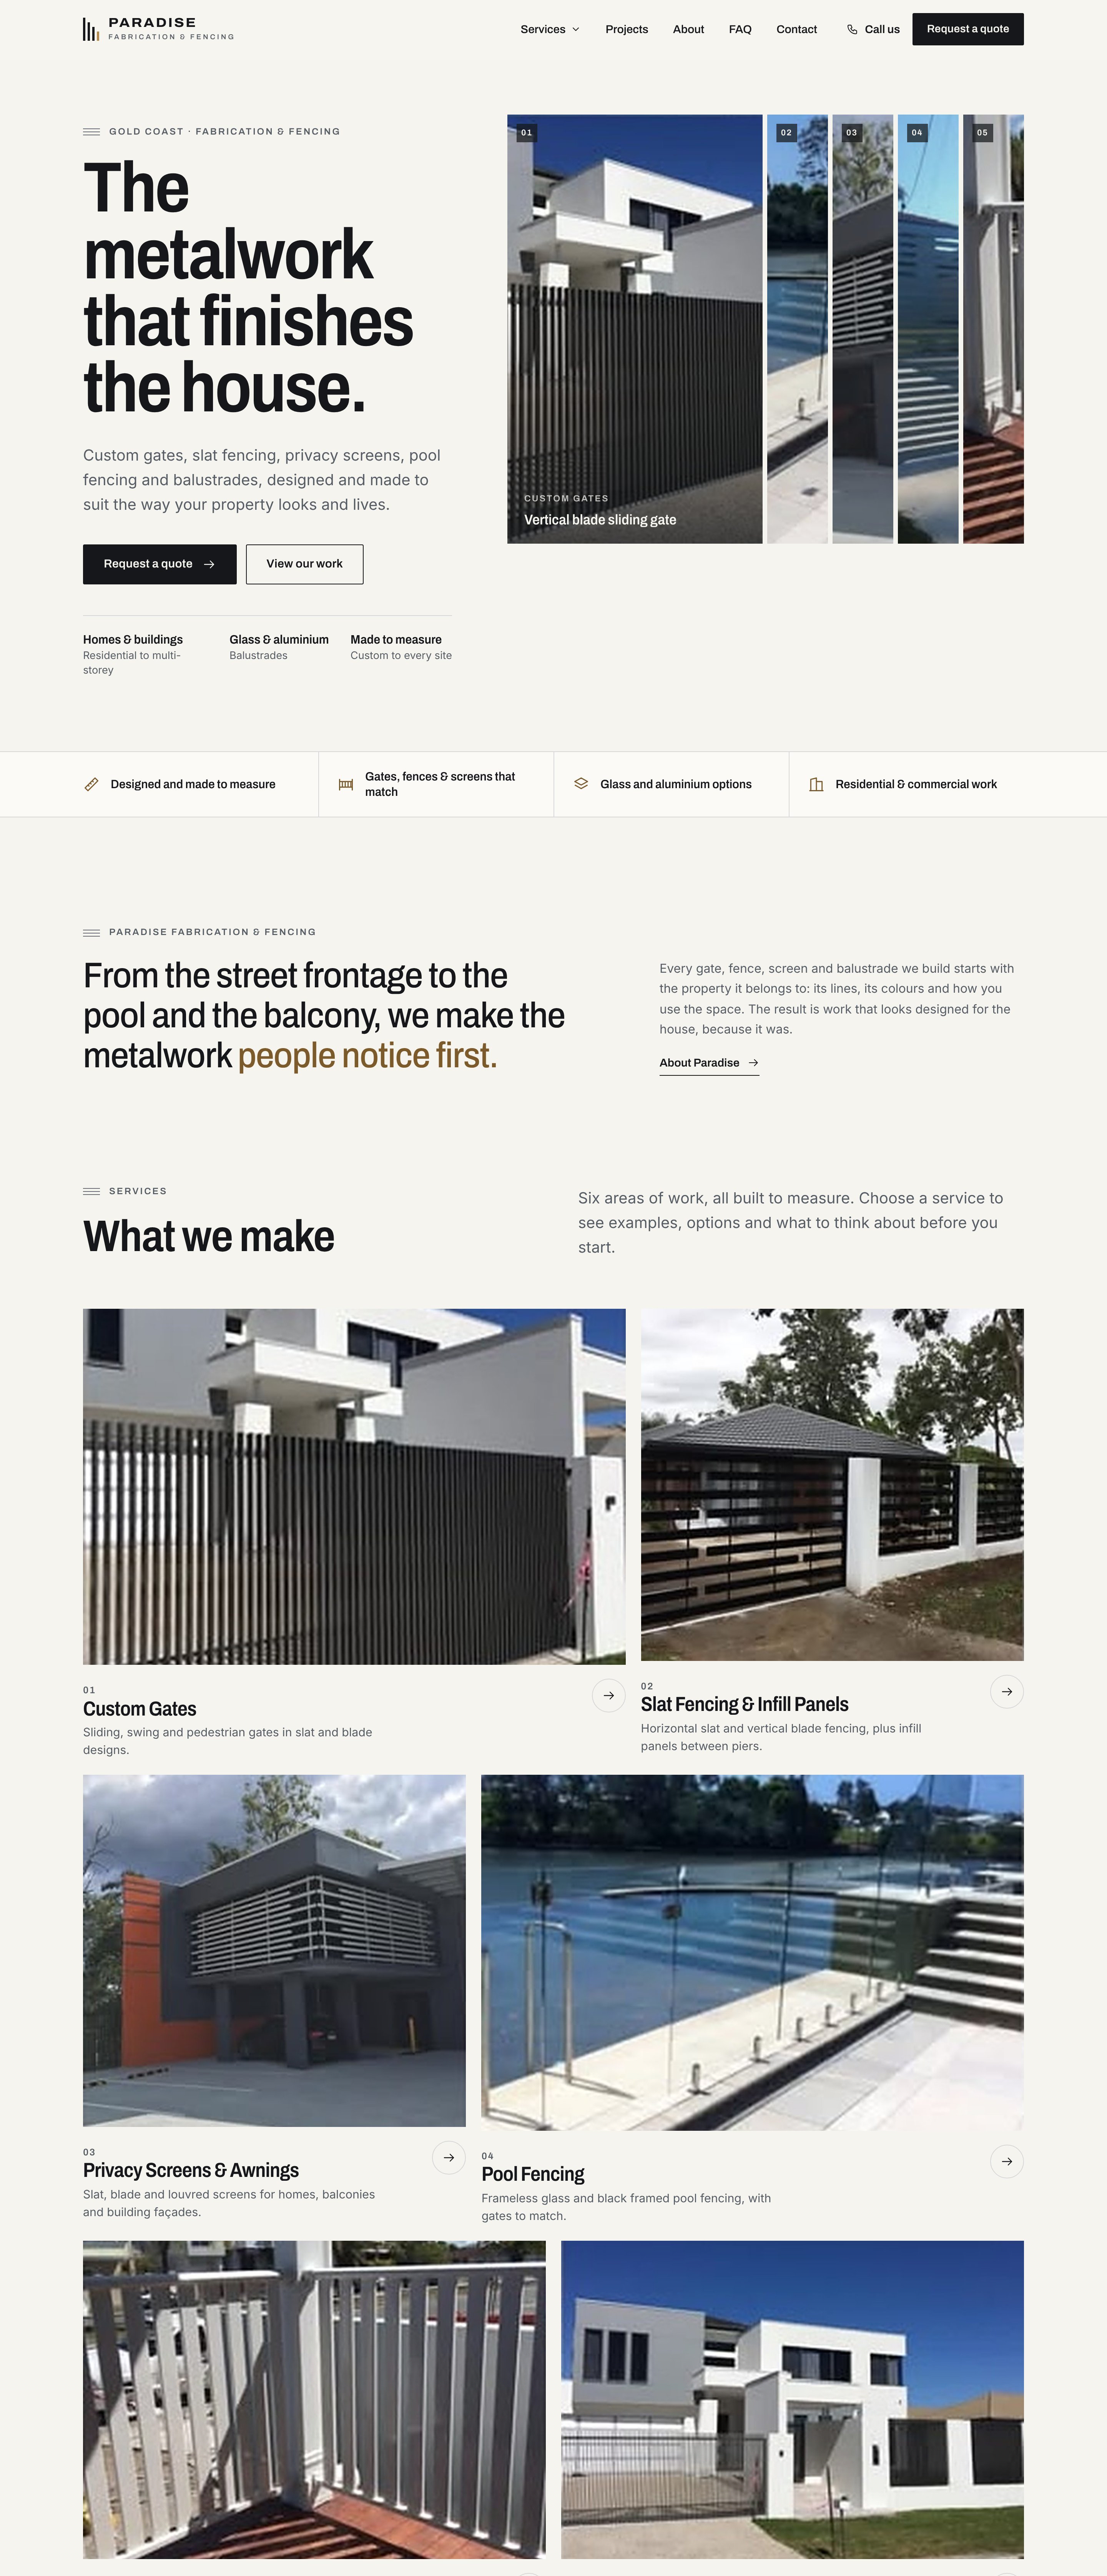 PARADISE
FABRICATION & FENCING
Services
Projects
About
FAQ
Contact
Call us
Request a quote
GOLD COAST · FABRICATION & FENCING
The
metalwork
that finishes
the house.
Custom gates, slat fencing, privacy screens, pool
fencing and balustrades, designed and made to
suit the way your property looks and lives.
Request a quote
View our work
Homes & buildings
Residential to multi-
storey
Glass & aluminium
Balustrades
Made to measure
Custom to every site
01
CUSTOM GATES
Vertical blade sliding gate
02
03
04
05
Designed and made to measure
Gates, fences & screens that
match
Glass and aluminium options
Residential & commercial work
PARADISE FABRICATION & FENCING
From the street frontage to the
pool and the balcony, we make the
metalwork people notice first.
Every gate, fence, screen and balustrade we build starts with
the property it belongs to: its lines, its colours and how you
use the space. The result is work that looks designed for the
house, because it was.
About Paradise
SERVICES
What we make
Six areas of work, all built to measure. Choose a service to
see examples, options and what to think about before you
start.
01
Custom Gates
Sliding, swing and pedestrian gates in slat and blade
designs.
02
Slat Fencing & Infill Panels
Horizontal slat and vertical blade fencing, plus infill
panels between piers.
03
Privacy Screens & Awnings
Slat, blade and louvred screens for homes, balconies
and building façades.
04
Pool Fencing
Frameless glass and black framed pool fencing, with
gates to match.